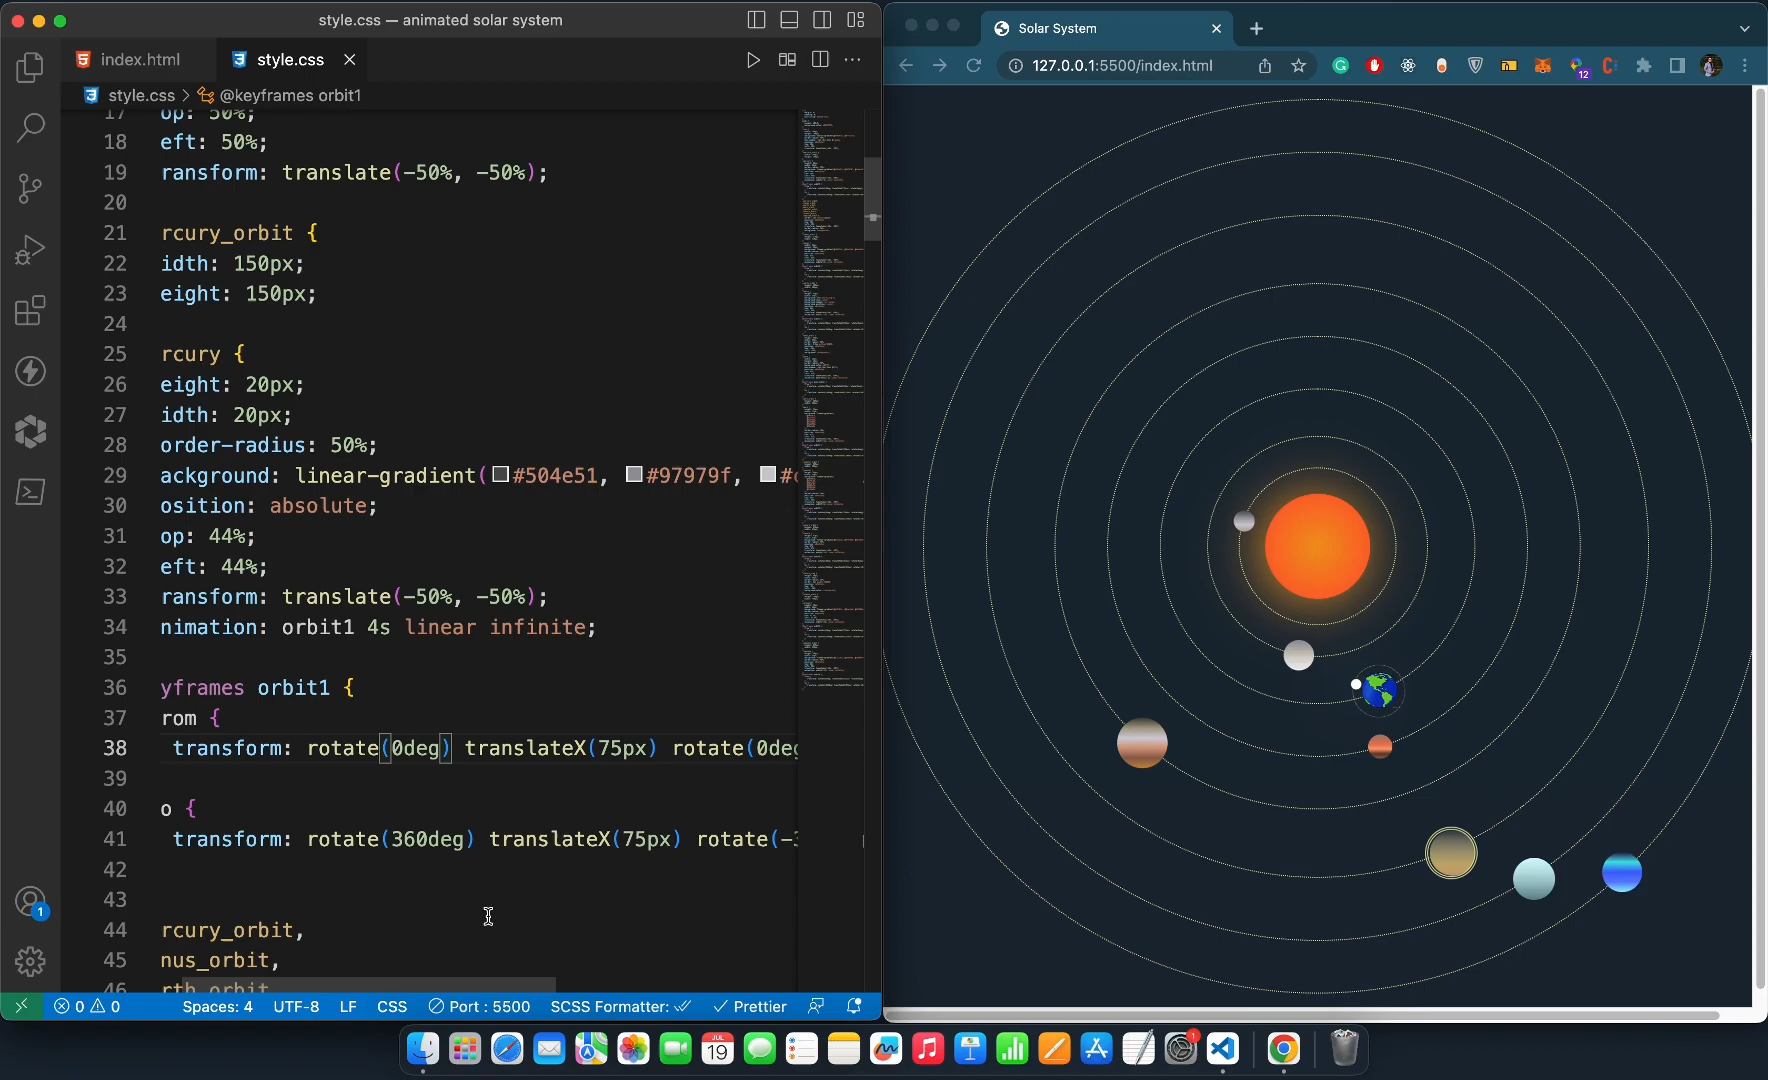 style.css — animated solar system
index.html
style.css
style.css > @keyframes orbit1
17 op: 50%;
18 eft: 50%;
19 ransform: translate(-50%, -50%);
20
21 rcury_orbit {
22 idth: 150px;
23 eight: 150px;
24
25 rcury {
26 eight: 20px;
27 idth: 20px;
28 order-radius: 50%;
29 ackground: linear-gradient(#504e51, #97979f, #c
30 osition: absolute;
31 op: 44%;
32 eft: 44%;
33 ransform: translate(-50%, -50%);
34 nimation: orbit1 4s linear infinite;
35
36 yframes orbit1 {
37 rom {
38 transform: rotate(0deg) translateX(75px) rotate(0deg
39
40 o {
41 transform: rotate(360deg) translateX(75px) rotate(-3
42
43
44 rcury_orbit,
45 nus_orbit,
46 rth_orbit
1
0 0 Spaces: 4 UTF-8 LF CSS Port : 5500 SCSS Formatter: Prettier
Solar System
127.0.0.1:5500/index.html
12
JUL
19
1